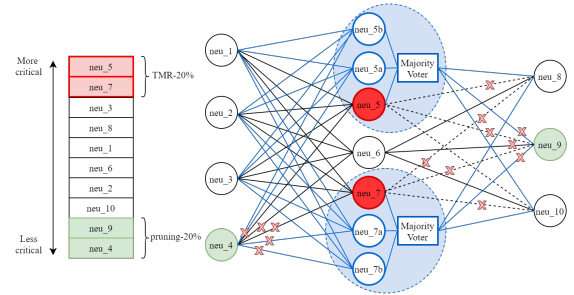 More
critical
Less
critical
neu_5
neu_7
neu_3
neu_8
neu_1
neu_6
neu_2
neu_10
neu_9
neu_4
TMR-20%
pruning-20%
neu_1
neu_2
neu_3
neu_4
neu_5b
neu_5a
neu_5
neu_6
neu_7
neu_7a
neu_7b
Majority
Voter
Majority
Voter
neu_8
neu_9
neu_10
X
X
X
X
X
X
X
X
X
X
X
X
X
X